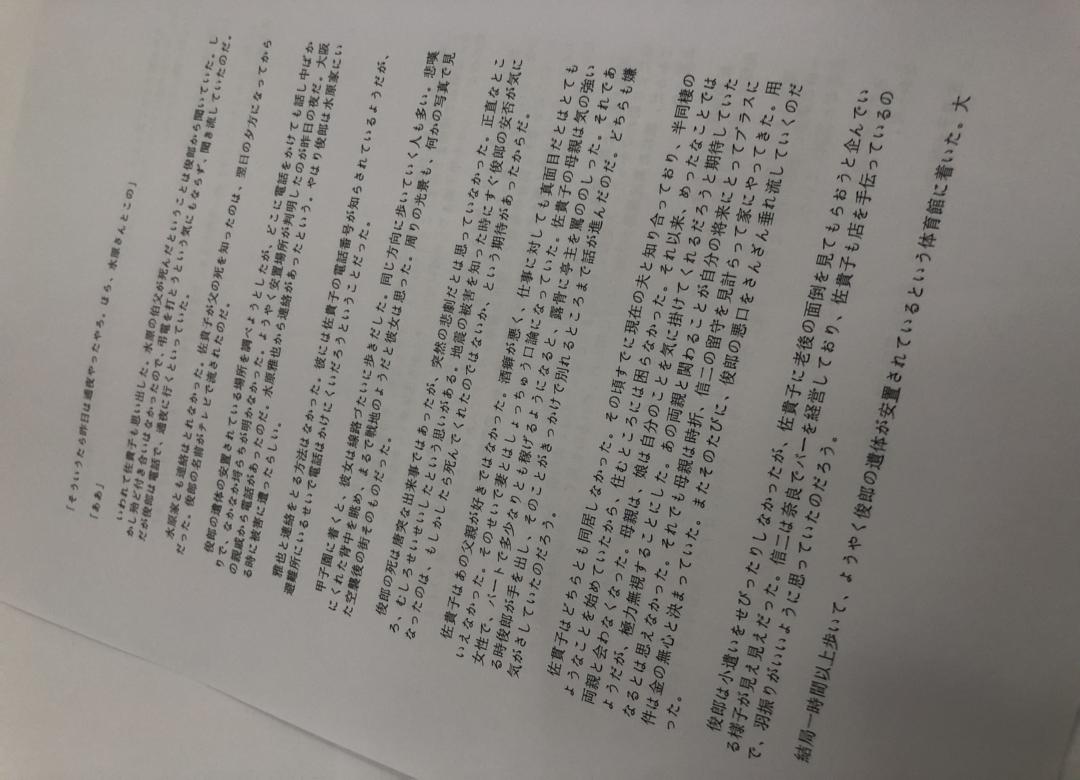 「そういうたら昨日は通夜やったやろ。ほら、水原さんとこの」
「ああ」
いわれて佐貴子も思い出した。水原の伯父が死んだということは俊郎から聞いていた。し
かし殆ど付き合いはなかったので、弔電を打とうという気にもならず、聞き流していたのだ。
だが俊郎は電話で、通夜に行くといっていた。
水原家とも連絡はとれなかった。佐貴子が父の死を知ったのは、翌日の夕方になってから
だった。俊郎の名前がテレビで流されたのだ。
俊郎の遺体の安置されている場所を調べようとしたが、どこに電話をかけても話し中ばか
りで、なかなか埒らちが明かなかった。ようやく安置場所が判明したのが昨日の夜だ。大阪
の親戚から電話があったのだ。水原雅也から連絡があったという。やはり俊郎は水原家にい
る時に被害に遭ったらしい。
雅也と連絡をとる方法はなかった。彼には佐貴子の電話番号が知らされているようだが、
避難所にいるせいで電話はかけにくいだろうということだった。
甲子園に着くと、彼女は線路づたいに歩きだした。同じ方向に歩いていく人も多い。悲嘆
にくれた背中を眺め、まるで戦地のようだと彼女は思った。周りの光景も、何かの写真で見
た空襲後の街そのものだった。
俊郎の死は唐突な出来事ではあったが、突然の悲劇だとは思っていなかった。正直なとこ
ろ、むしろせいせいしたという思いがある。地震の被害を知った時にすぐ俊郎の安否が気に
なったのは、もしかしたら死んでくれたのではないか、という期待があったからだ。
佐貴子はあの父親が好きではなかった。酒癖が悪く、仕事に対しても真面目だとはとても
いえなかった。そのせいで妻とはしょっちゅう口論になっていた。佐貴子の母親は気の強い
女性で、パートで多少なりとも稼げるようになると、露骨に亭主を罵ののしった。それであ
る時俊郎が手を出し、そのことがきっかけで別れるところまで話が進んだのだ。どちらも嫌
気がさしていたのだろう。
佐貴子はどちらとも同居しなかった。その頃すでに現在の夫と知り合っており、半同棲の
ようなことを始めていたから、住むところには困らなかった。それ以来、めったなことでは
両親と会わなくなった。母親は、娘は自分のことを気に掛けてくれるだろうと期待していた
ようだが、極力無視することにした。あの両親と関わることが自分の将来にとってプラスに
なるとは思えなかった。それでも母親は時折、信二の留守を見計らって家にやってきた。用
件は金の無心と決まっていた。またそのたびに、俊郎の悪口をさんざん垂れ流していくのだ
った。
俊郎は小遣いをせびったりしなかったが、佐貴子に老後の面倒を見てもらおうと企んでい
る様子が見え見えだった。信二は奈良でバーを経営しており、佐貴子も店を手伝っているの
で、羽振りがいいように思っていたのだろう。
結局一時間以上歩いて、ようやく俊郎の遺体が安置されているという体育館に着いた。大